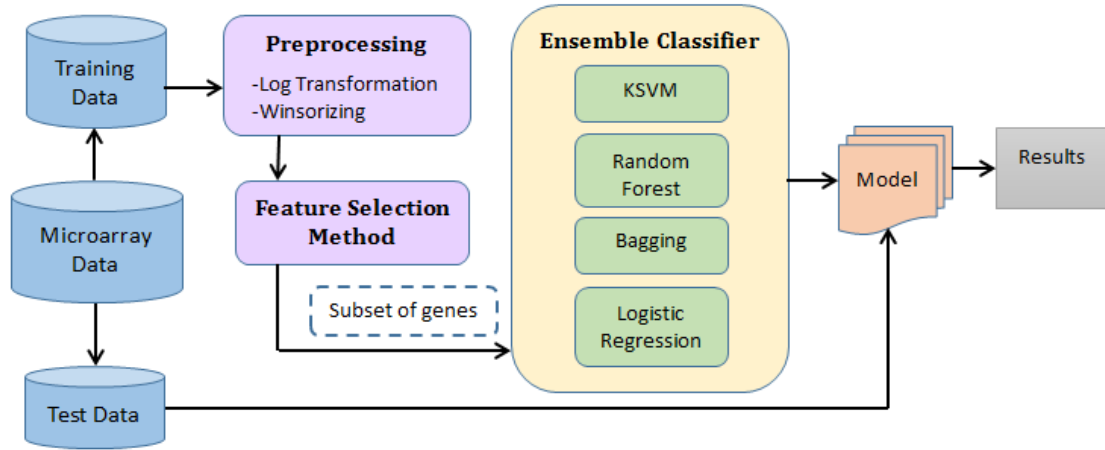 Training
Data
Preprocessing
-Log Transformation
-Winsorizing
Microarray
Data
Feature Selection
Method
Subset of genes
Test Data
Ensemble Classifier
KSVM
Random
Forest
Bagging
Logistic
Regression
Model
Results